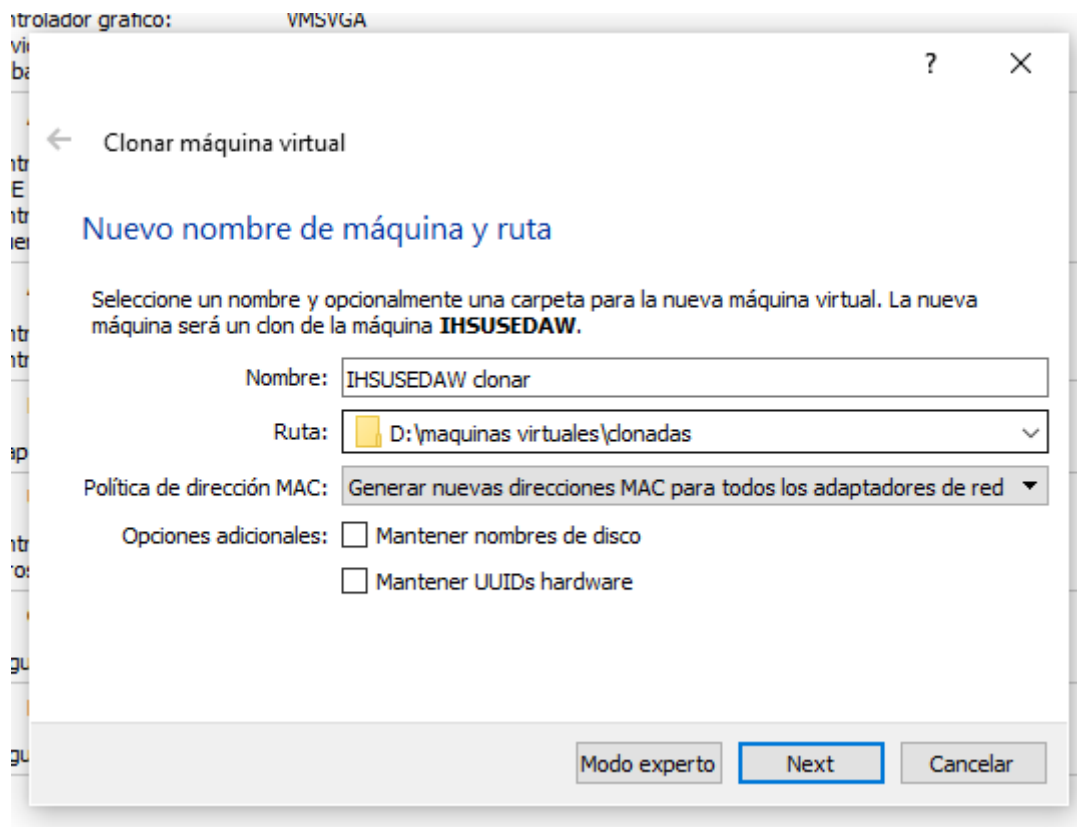 ntrolador gráfico: VMSVGA
?
Clonar máquina virtual
Nuevo nombre de máquina y ruta
Seleccione un nombre y opcionalmente una carpeta para la nueva máquina virtual. La nueva
máquina será un clon de la máquina IHSUSEDAW.
Nombre: IHSUSEDAW clonar
Ruta: D:\maquinas virtuales\clonadas
Política de dirección MAC: Generar nuevas direcciones MAC para todos los adaptadores de red
Opciones adicionales: Mantener nombres de disco
Mantener UUIDs hardware
Modo experto Next Cancelar